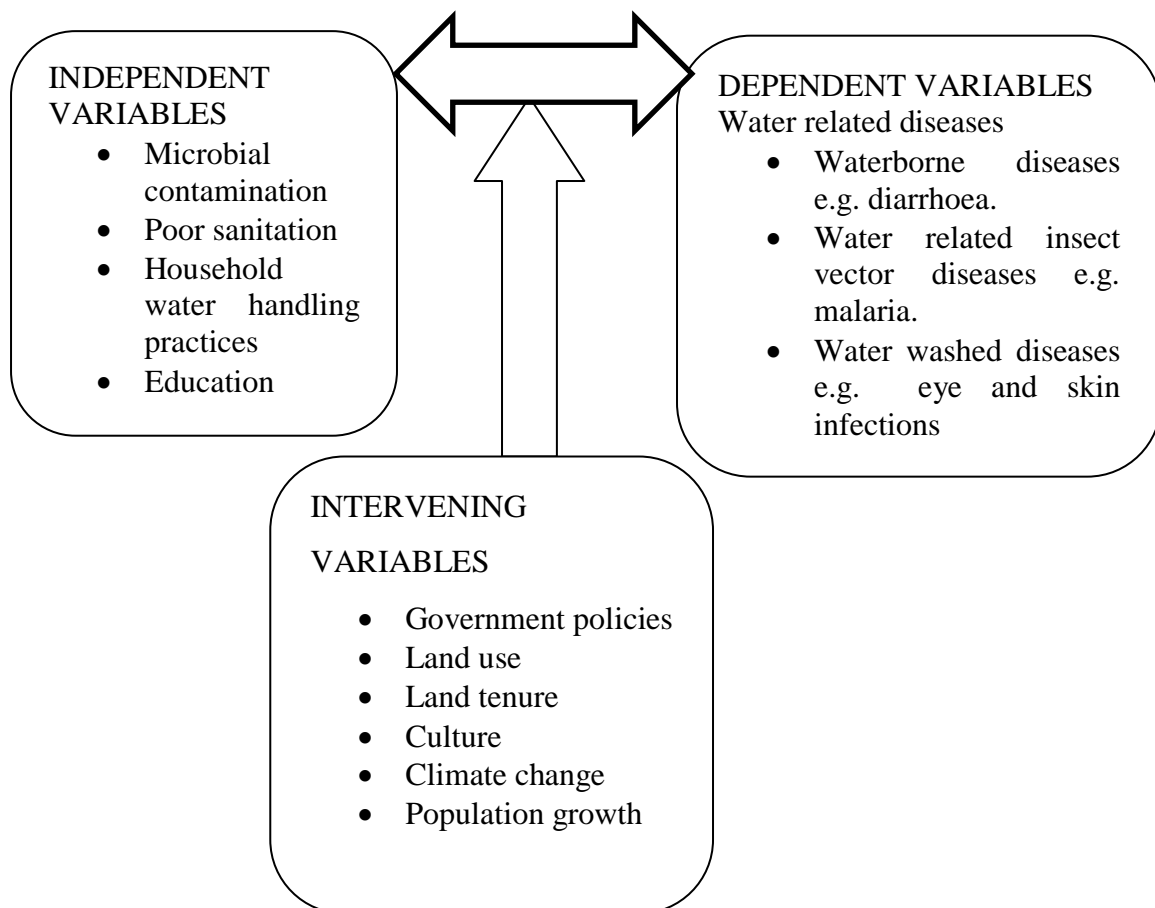 INDEPENDENT
VARIABLES
• Microbial
contamination
• Poor sanitation
• Household
water handling
practices
• Education
DEPENDENT VARIABLES
Water related diseases
• Waterborne diseases
e.g. diarrhoea.
• Water related insect
vector diseases e.g.
malaria.
• Water washed diseases
e.g. eye and skin
infections
INTERVENING
VARIABLES
• Government policies
• Land use
• Land tenure
• Culture
• Climate change
• Population growth